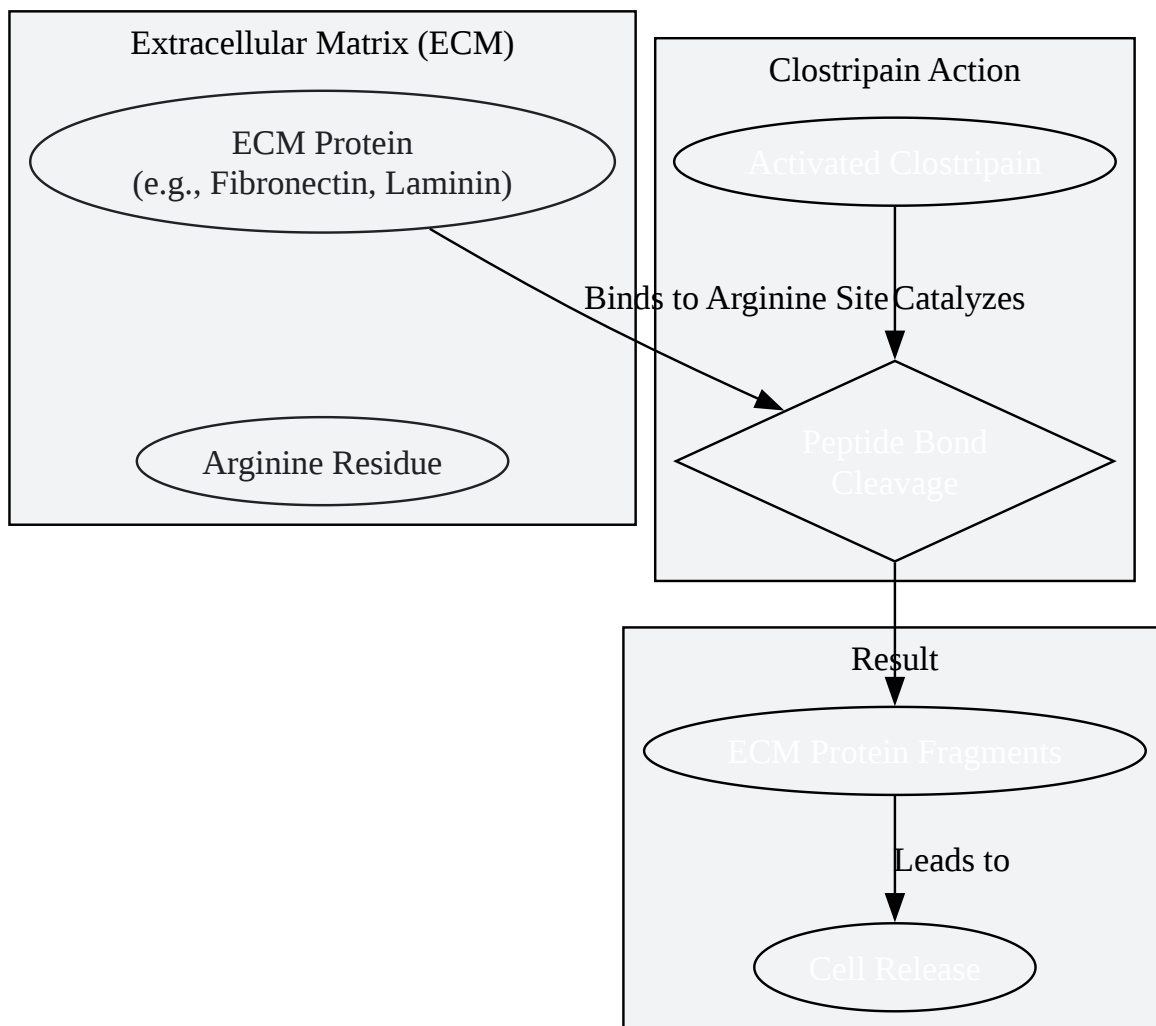 Extracellular Matrix (ECM)
ECM Protein
(e.g., Fibronectin, Laminin)
Arginine Residue
Clostripain Action
Activated Clostripain
Binds to Arginine Site
Catalyzes
Peptide Bond
Cleavage
Result
ECM Protein Fragments
Leads to
Cell Release